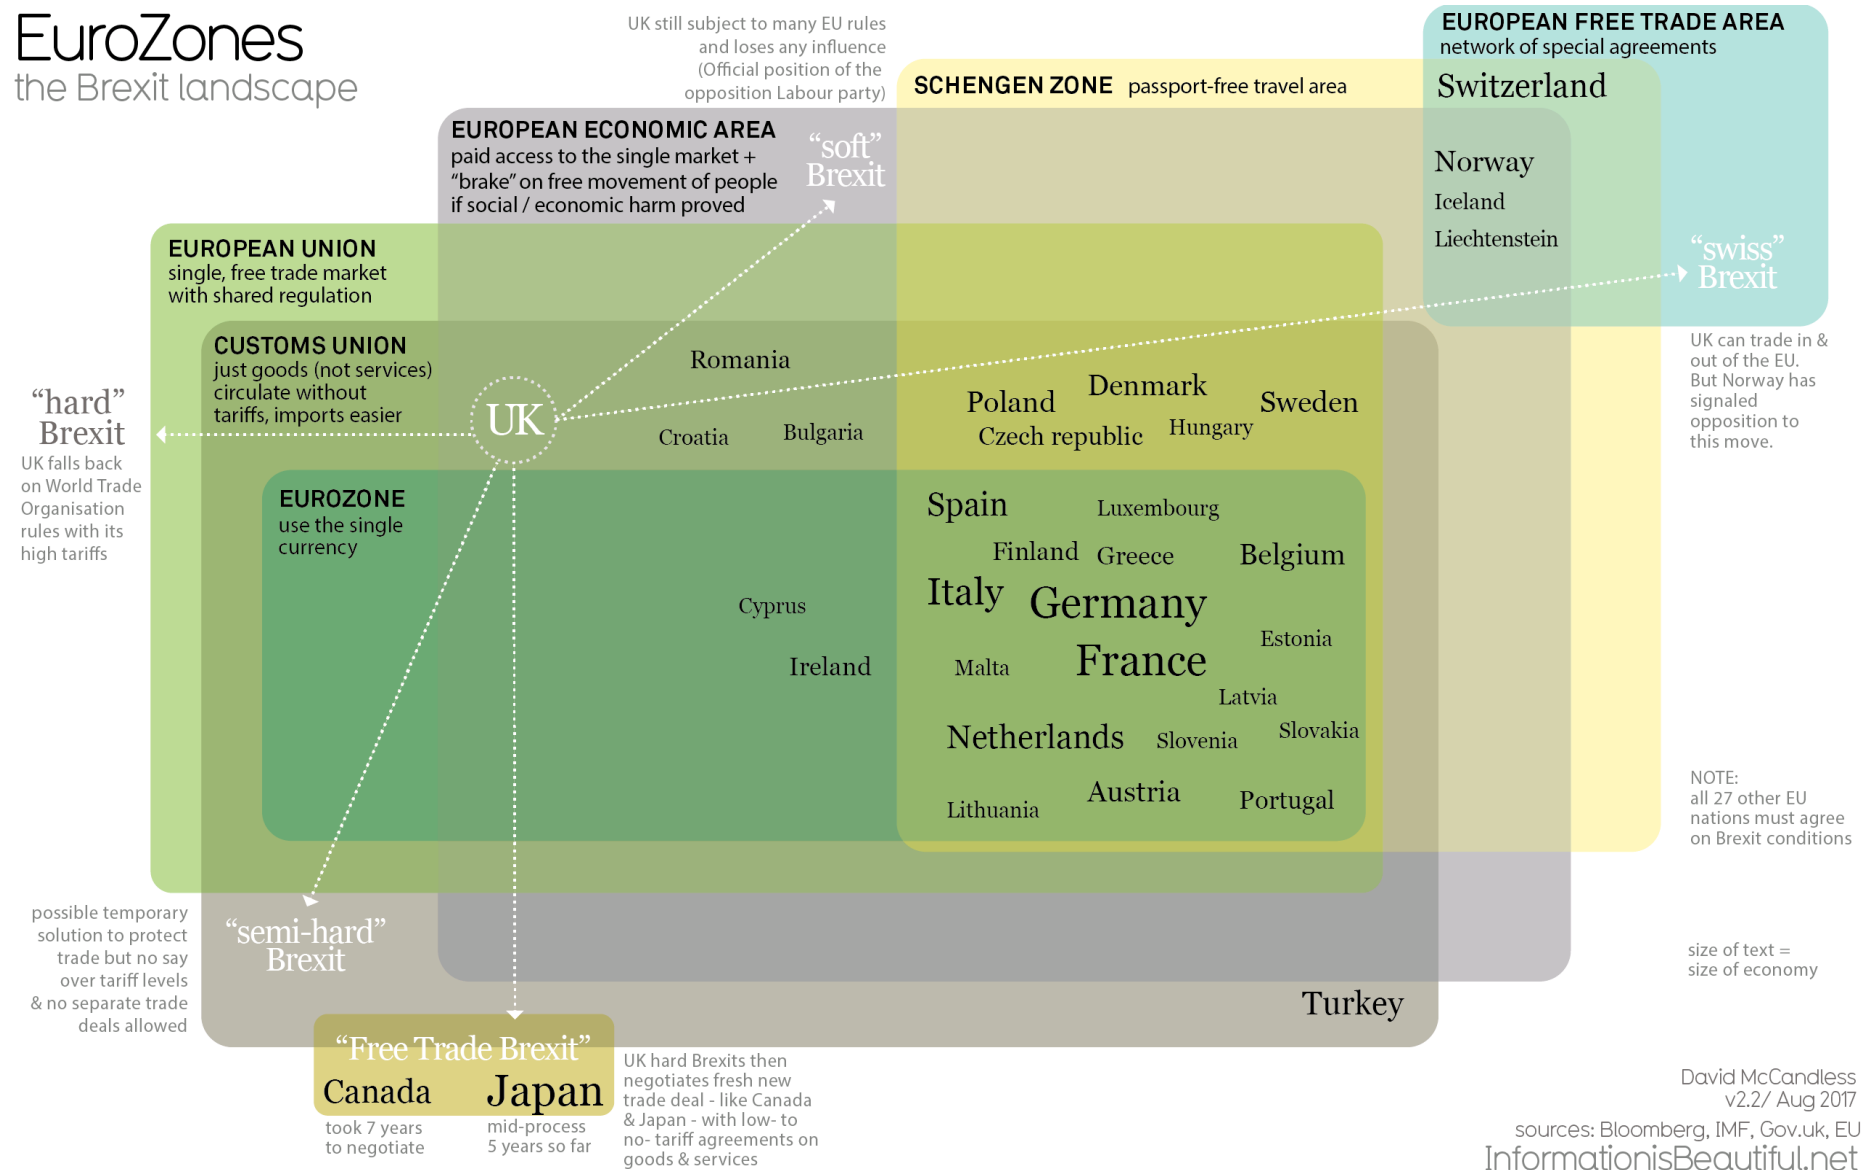 EuroZones
the Brexit landscape
UK still subject to many EU rules
and loses any influence
(Official position of the
opposition Labour party)
EUROPEAN FREE TRADE AREA
network of special agreements
Switzerland
SCHENGEN ZONE passport-free travel area
EUROPEAN ECONOMIC AREA
paid access to the single market +
“brake” on free movement of people
if social / economic harm proved
“soft”
Brexit
Norway
Iceland
Liechtenstein
“swiss”
Brexit
EUROPEAN UNION
single, free trade market
with shared regulation
UK can trade in &
out of the EU.
But Norway has
signaled
opposition to
this move.
CUSTOMS UNION
just goods (not services)
circulate without
tariffs, imports easier
“hard”
Brexit
UK falls back
on World Trade
Organisation
rules with its
high tariffs
UK
Romania
Croatia
Bulgaria
Poland
Denmark
Sweden
Czech republic
Hungary
EUROZONE
use the single
currency
Cyprus
Ireland
Spain
Luxembourg
Finland
Greece
Belgium
Italy
Germany
Estonia
Malta
France
Latvia
Netherlands
Slovenia
Slovakia
Lithuania
Austria
Portugal
NOTE:
all 27 other EU
nations must agree
on Brexit conditions
possible temporary
solution to protect
trade but no say
over tariff levels
& no separate trade
deals allowed
“semi-hard”
Brexit
size of text =
size of economy
Turkey
“Free Trade Brexit”
Canada
Japan
took 7 years
to negotiate
mid-process
5 years so far
UK hard Brexits then
negotiates fresh new
trade deal - like Canada
& Japan - with low- to
no- tariff agreements on
goods & services
David McCandless
v2.2/ Aug 2017
sources: Bloomberg, IMF, Gov.uk, EU
InformationisBeautiful.net